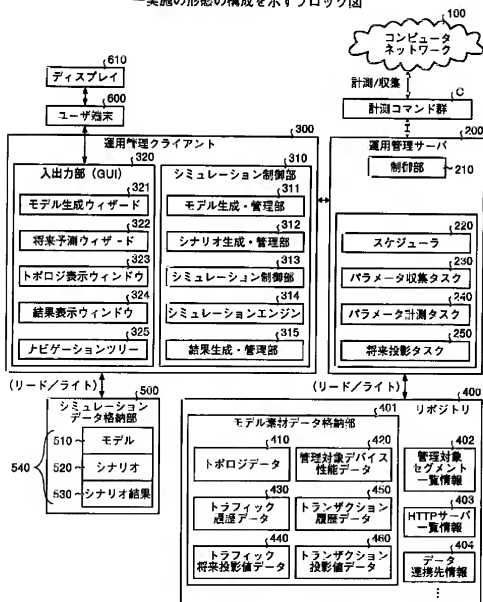 一実施の形態の構成を示すブロック図
100
コンピュータ
ネットワーク
610
ディスプレイ
計測/収集
600
ユーザ端末
C
計測コマンド群
300
運用管理クライアント
200
運用管理サーバ
制御部
210
320
入出力部（GUI）
321
モデル生成ウィザード
322
将来予測ウィザード
323
トポロジ表示ウィンドウ
324
結果表示ウィンドウ
325
ナビゲーションツリー
310
シミュレーション制御部
311
モデル生成・管理部
312
シナリオ生成・管理部
313
シミュレーション制御部
314
シミュレーションエンジン
315
結果生成・管理部
220
スケジューラ
230
パラメータ収集タスク
240
パラメータ計測タスク
250
将来投影タスク
(リード／ライト)
500
シミュレーション
データ格納部
540
510
モデル
520
シナリオ
530
シナリオ結果
(リード／ライト)
400
リポジトリ
401
モデル素材データ格納部
410
トポロジデータ
420
管理対象デバイス
性能データ
430
トラフィック
履歴データ
450
トランザクション
履歴データ
440
トラフィック
将来投影値データ
460
トランザクション
投影値データ
402
管理対象
セグメント
一覧情報
403
HTTPサーバ
一覧情報
404
データ
連携先情報
⋮